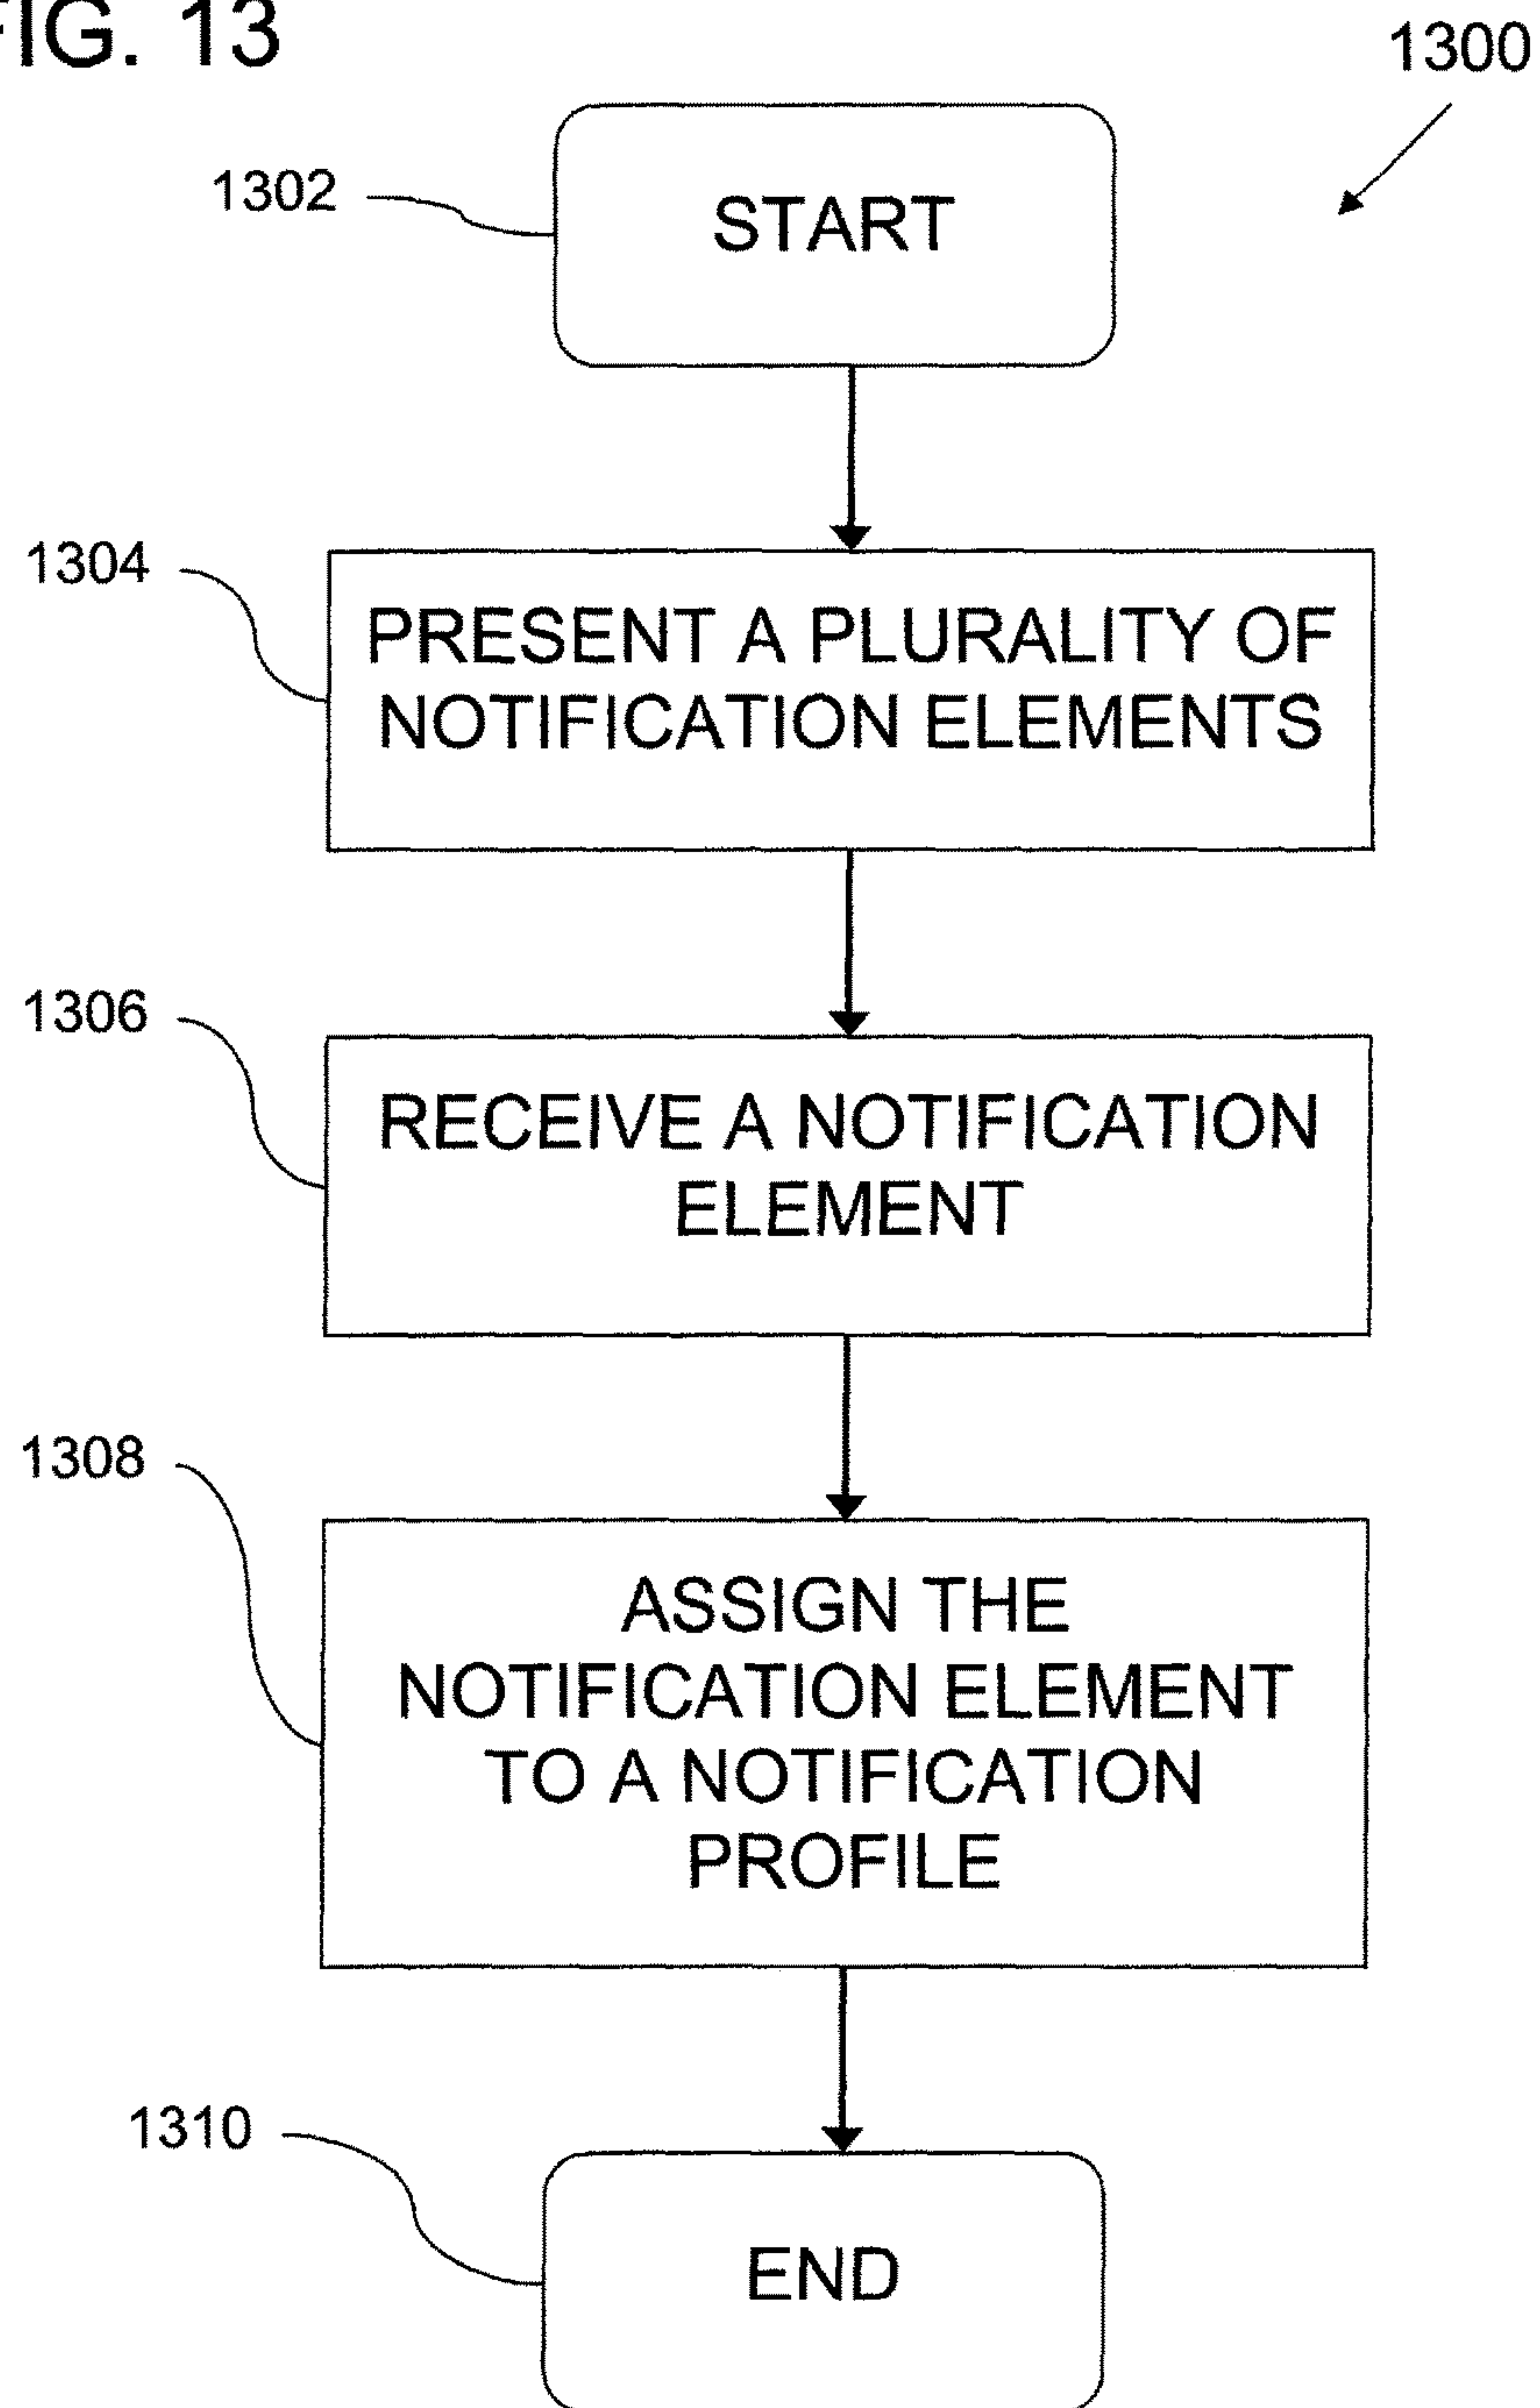 FIG. 13
1300
1302
START
1304
PRESENT A PLURALITY OF
NOTIFICATION ELEMENTS
1306
RECEIVE A NOTIFICATION
ELEMENT
1308
ASSIGN THE
NOTIFICATION ELEMENT
TO A NOTIFICATION
PROFILE
1310
END